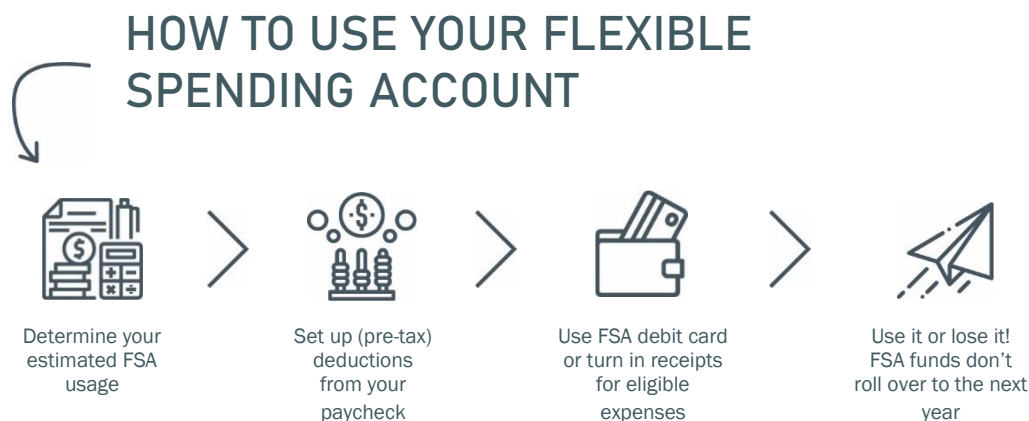 HOW TO USE YOUR FLEXIBLE
SPENDING ACCOUNT
Determine your
estimated FSA
usage
Set up (pre-tax)
deductions
from your
paycheck
Use FSA debit card
or turn in receipts
for eligible
expenses
Use it or lose it!
FSA funds don't
roll over to the next
year